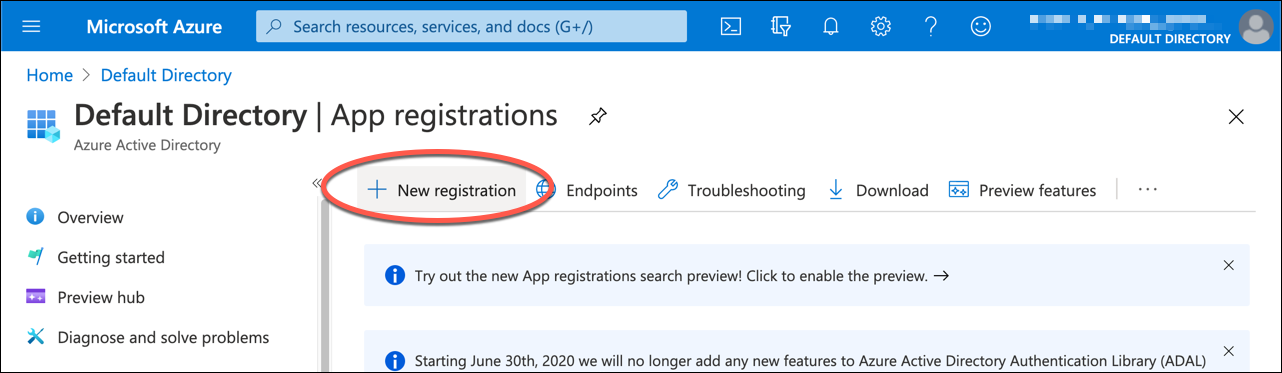 Microsoft Azure
Search resources, services, and docs (G+/)
DEFAULT DIRECTORY
Home > Default Directory
Default Directory | App registrations
Azure Active Directory
«
+ New registration
Endpoints
Troubleshooting
Download
Preview features
...
Overview
Getting started
Preview hub
Diagnose and solve problems
Try out the new App registrations search preview! Click to enable the preview. →
Starting June 30th, 2020 we will no longer add any new features to Azure Active Directory Authentication Library (ADAL)